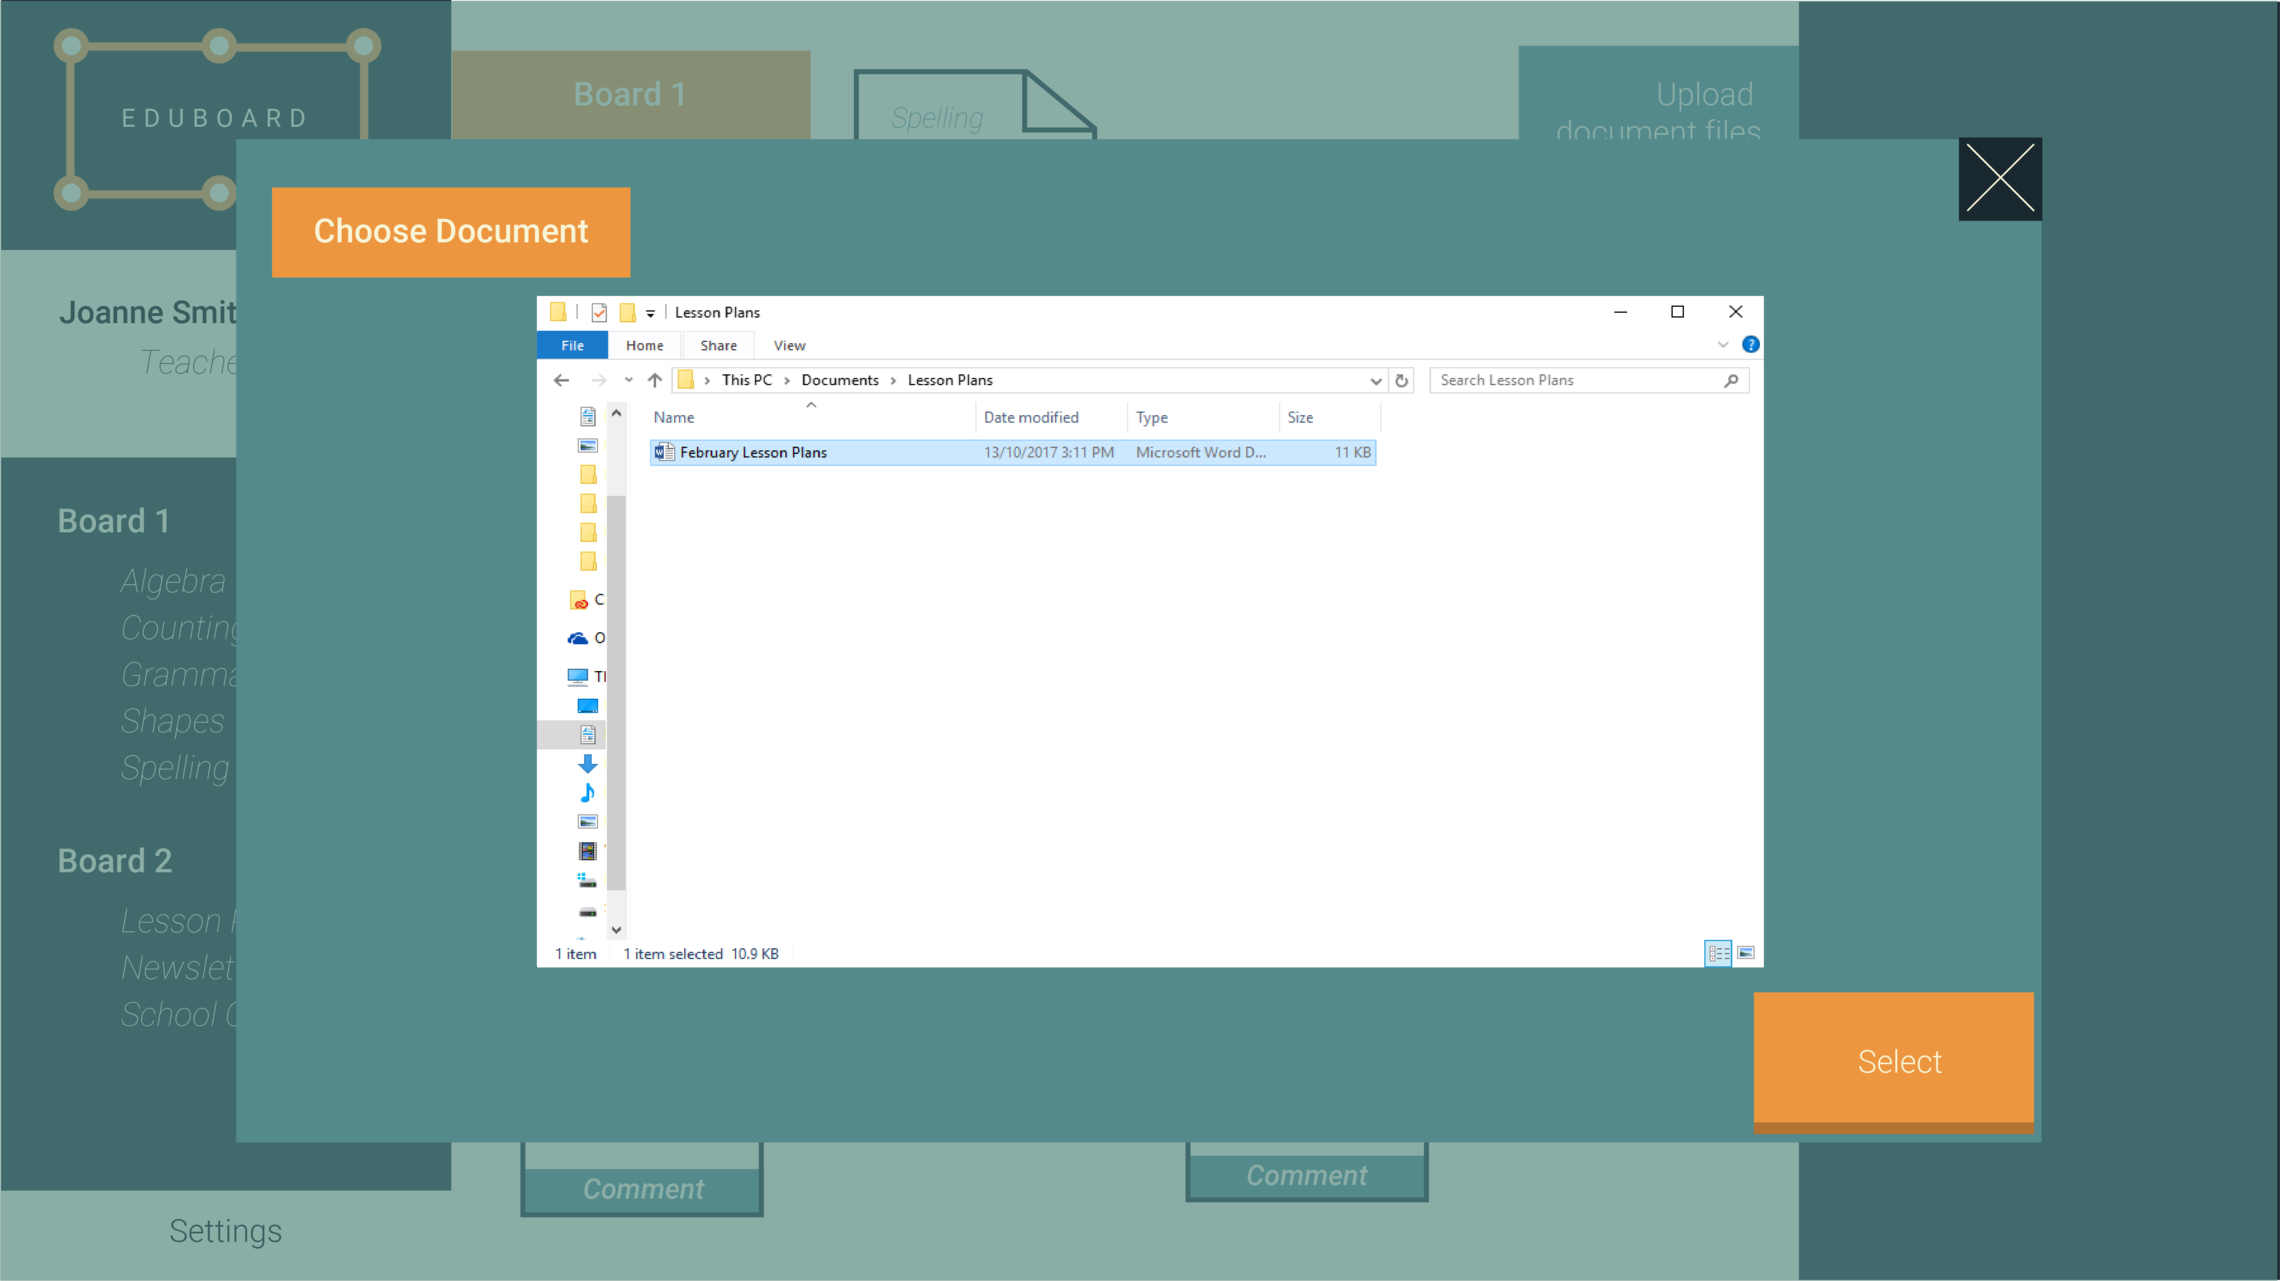 EDUBOARD
Board 1
Spelling
Upload
document files
Choose Document
Joanne Smit
Teache
Board 1
Algebra
Counting
Gramma
Shapes
Spelling
Board 2
Lesson
Newslet
School
Settings
Lesson Plans
File Home Share View
This PC Documents Lesson Plans
Search Lesson Plans
Name Date modified Type Size
February Lesson Plans 13/10/2017 3:11 PM Microsoft Word D... 11 KB
C
O
1 item 1 item selected 10.9 KB
Select
Comment
Comment